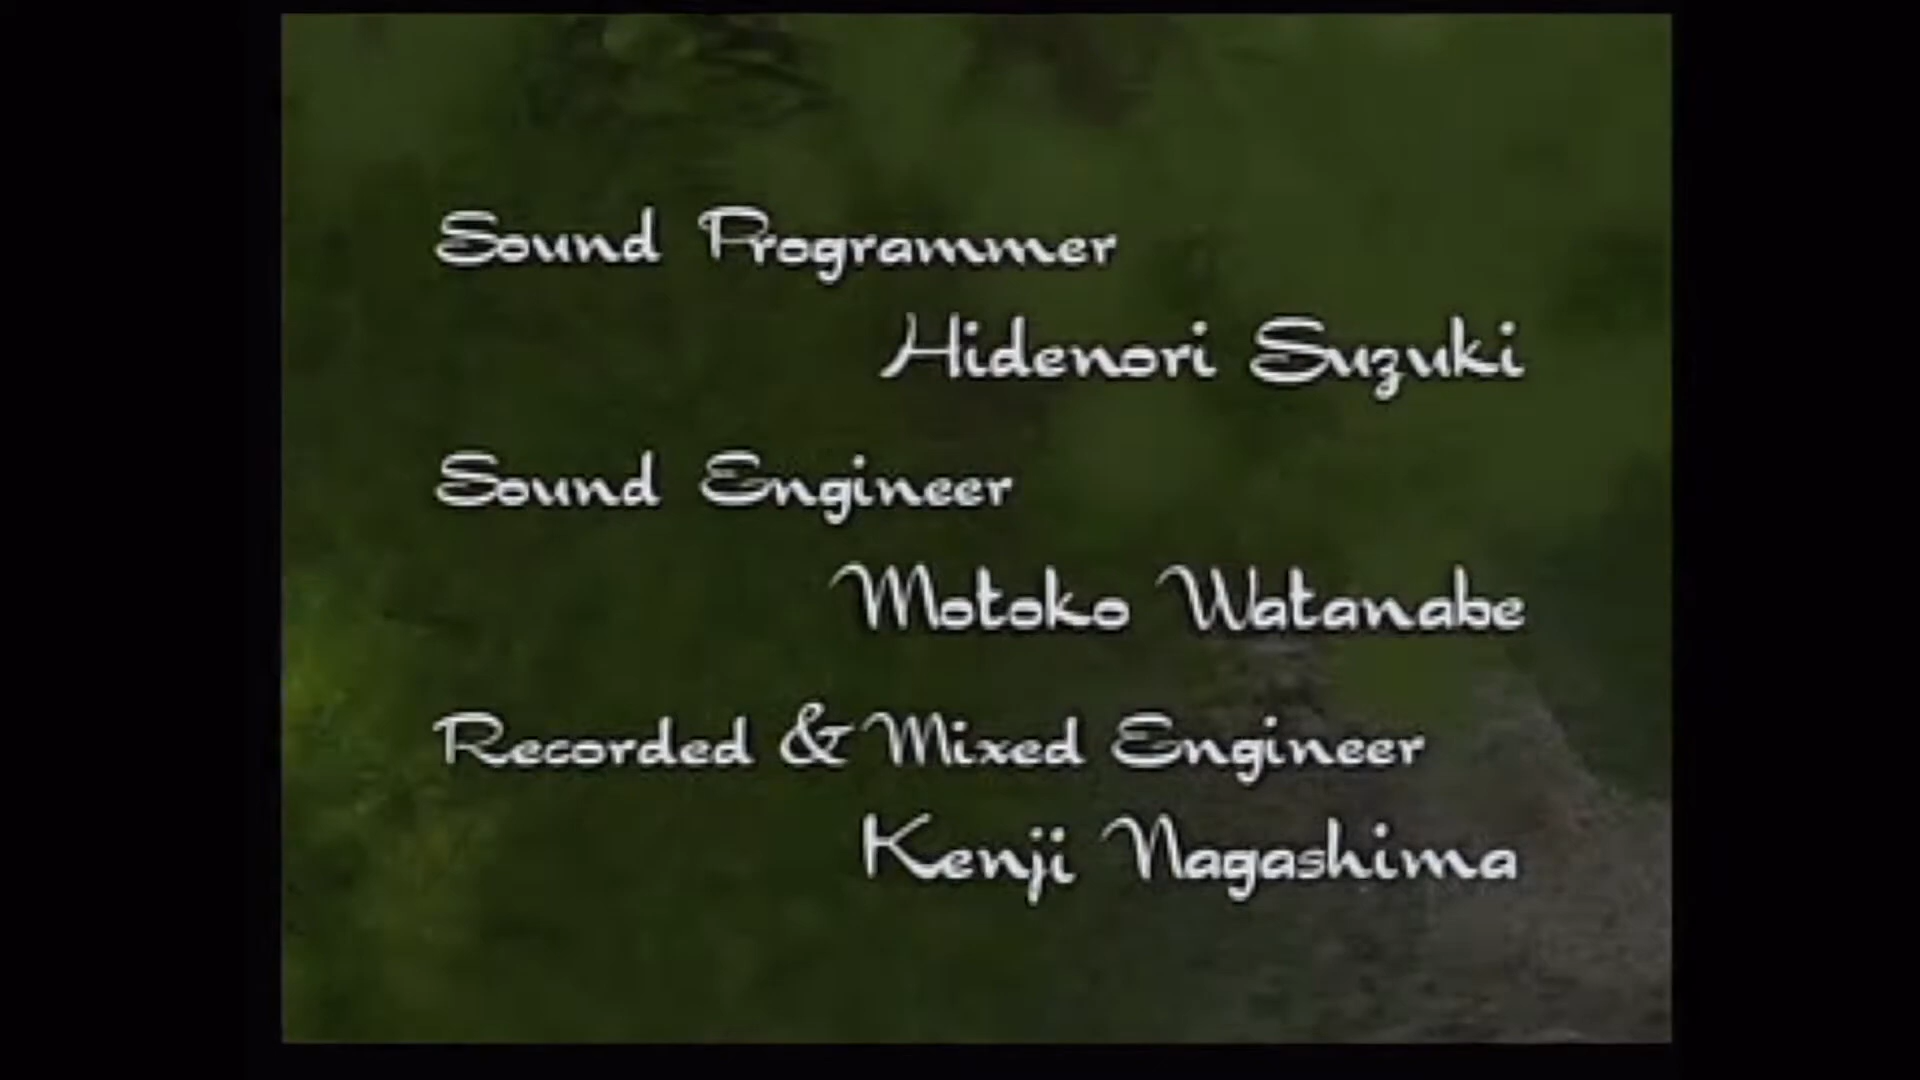 Sound Programmer
Hidenori Suzuki
Sound Engineer
Motoko Watanabe
Recorded & Mixed Engineer
Kenji Nagashima